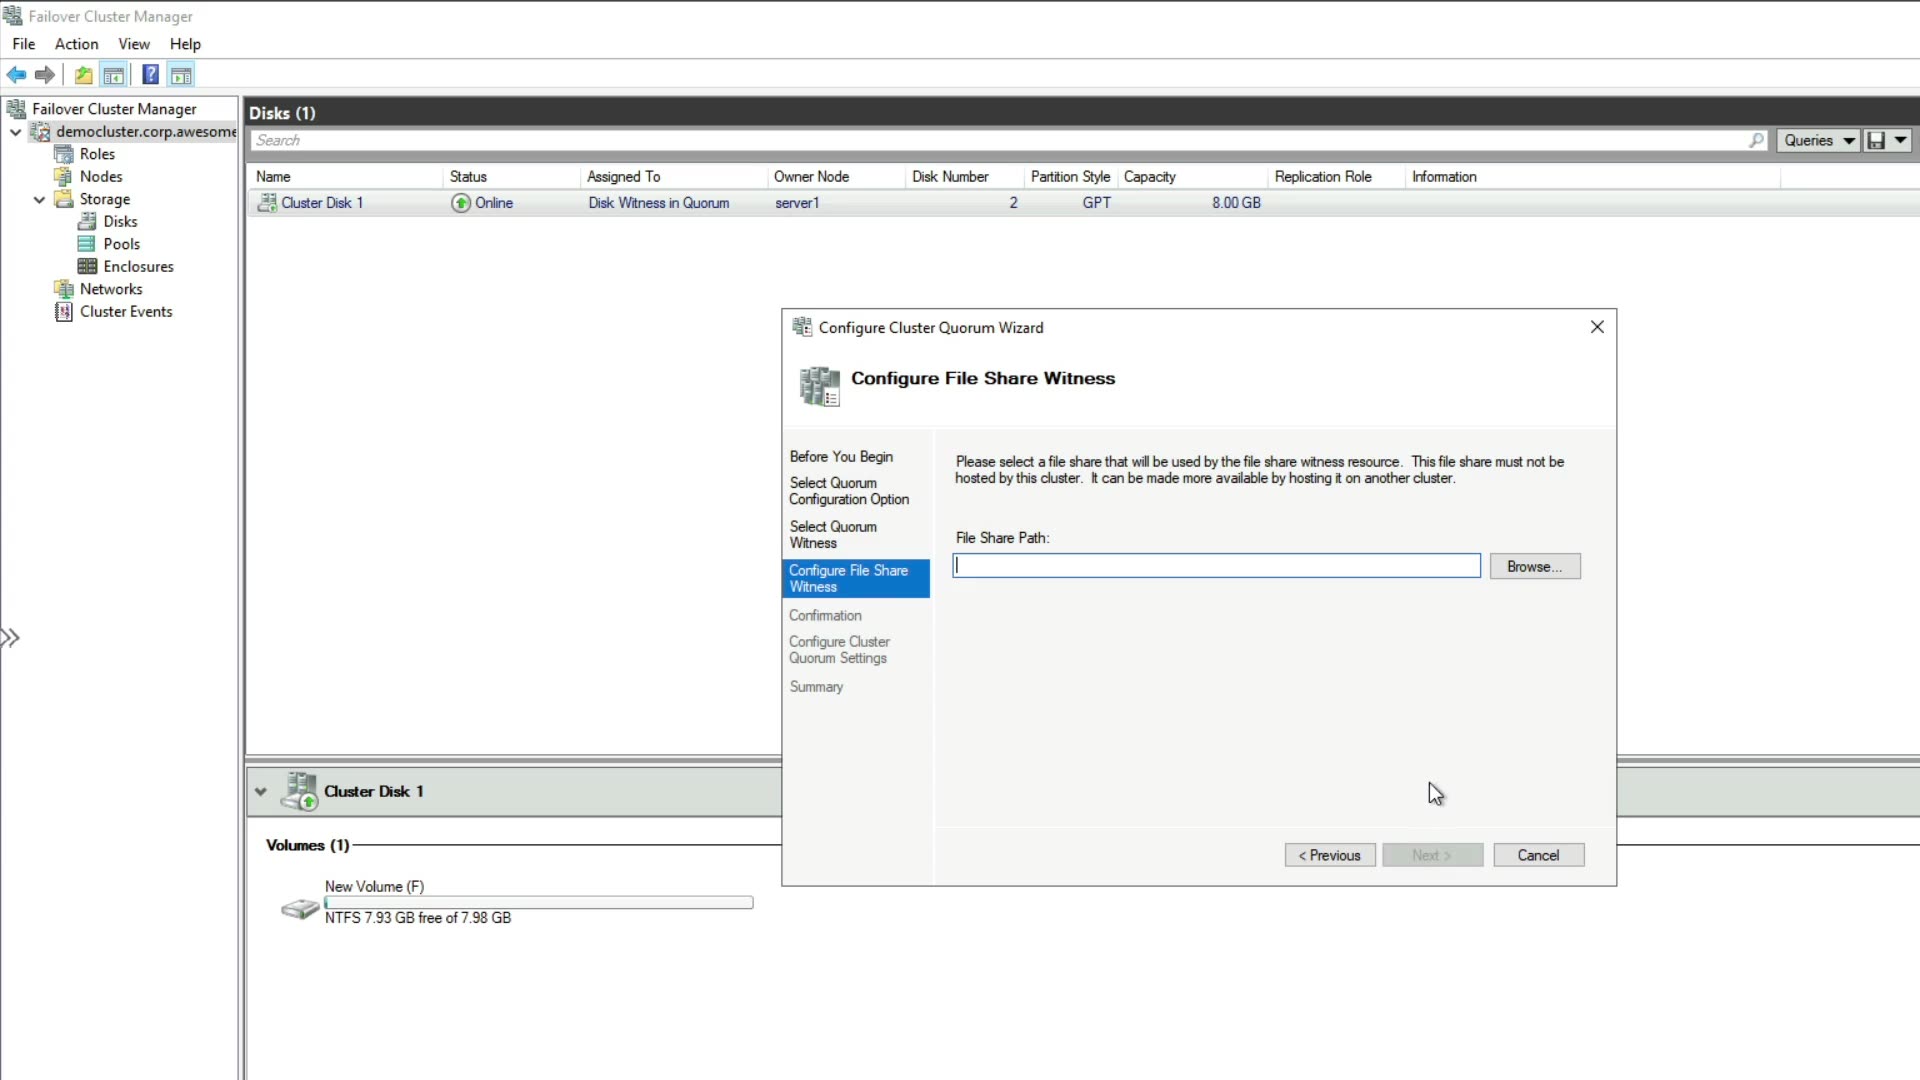 Failover Cluster Manager
File Action View Help
?
Failover Cluster Manager
democluster.corp.awesome
Roles
Nodes
Storage
Disks
Pools
Enclosures
Networks
Cluster Events
Disks (1)
Search
Queries
Name Status Assigned To Owner Node Disk Number Partition Style Capacity Replication Role Information
Cluster Disk 1 Online Disk Witness in Quorum server1 2 GPT 8.00 GB
Configure Cluster Quorum Wizard
Configure File Share Witness
Before You Begin
Select Quorum
Configuration Option
Select Quorum
Witness
Configure File Share
Witness
Confirmation
Configure Cluster
Quorum Settings
Summary
Please select a file share that will be used by the file share witness resource. This file share must not be
hosted by this cluster. It can be made more available by hosting it on another cluster.
File Share Path:
Browse...
< Previous Next > Cancel
Cluster Disk 1
Volumes (1)
New Volume (F)
NTFS 7.93 GB free of 7.98 GB